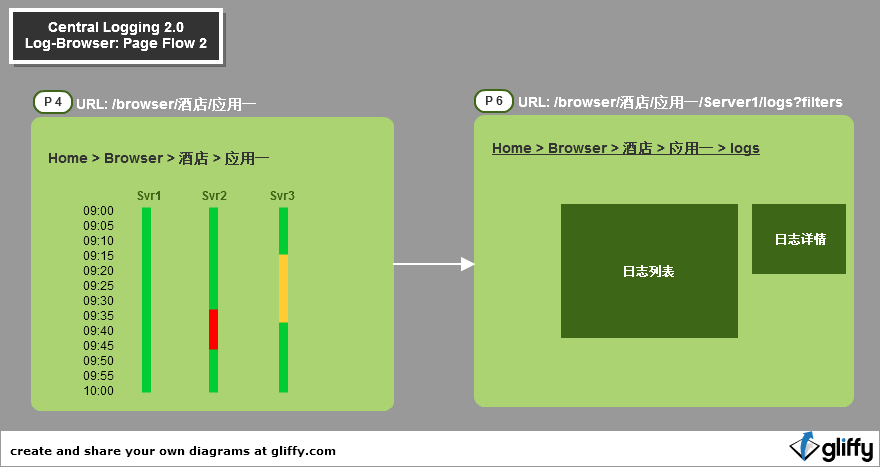 Central Logging 2.0
Log-Browser: Page Flow 2
P 4
URL: /browser/酒店/应用一
Home > Browser > 酒店 > 应用一
Svr1 Svr2 Svr3
09:00
09:05
09:10
09:15
09:20
09:25
09:30
09:35
09:40
09:45
09:50
09:55
10:00
P 6
URL: /browser/酒店/应用一/Server1/logs?filters
Home > Browser > 酒店 > 应用一 > logs
日志列表
日志详情
create and share your own diagrams at gliffy.com
gliffy